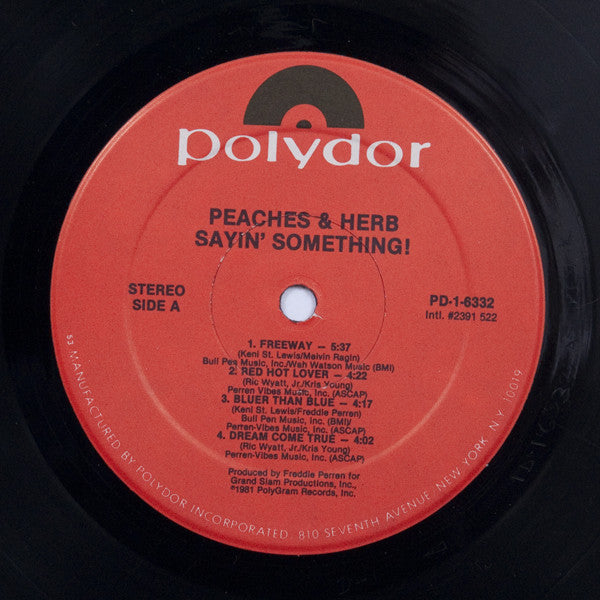 polydor
PEACHES & HERB
SAYIN' SOMETHING!
STEREO
SIDE A
PD-1-6332
Intl. #2391 522
1. FREEWAY – 5:37
(Keni St. Lewis/Melvin Ragin)
Bull Pen Music, Inc./Wah Watson Music (BMI)
2. RED HOT LOVER – 4:22
(Ric Wyatt, Jr./Kris Young)
Perren-Vibes Music, Inc. (ASCAP)
3. BLUER THAN BLUE – 4:17
(Keni St. Lewis/Freddie Perren)
Bull Pen Music, Inc. (BMI)/
Perren-Vibes Music, Inc. (ASCAP)
4. DREAM COME TRUE – 4:02
(Ric Wyatt, Jr./Kris Young)
Perren-Vibes Music, Inc. (ASCAP)
Produced by Freddie Perren for
Grand Slam Productions, Inc.,
℗1981 PolyGram Records, Inc.
53 MANUFACTURED BY POLYDOR INCORPORATED, 810 SEVENTH AVENUE, NEW YORK, N.Y. 10019